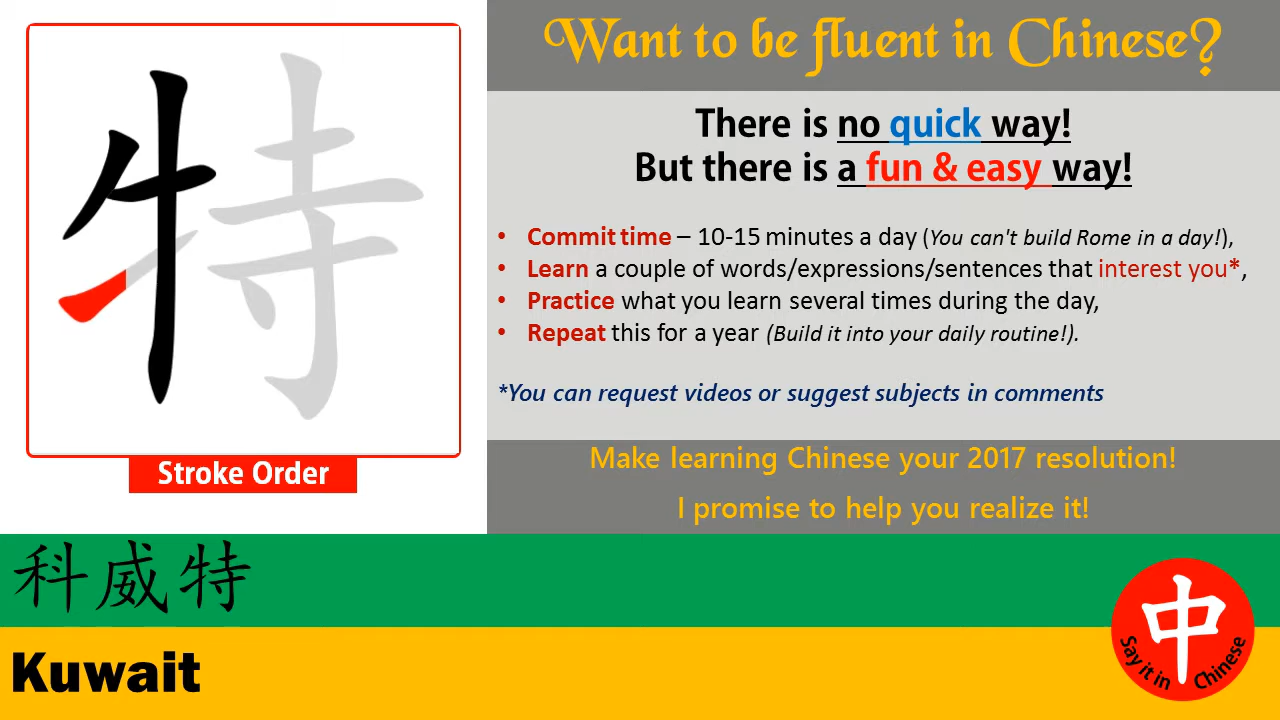 特
Stroke Order
Want to be fluent in Chinese?
There is no quick way!
But there is a fun & easy way!
• Commit time – 10-15 minutes a day (You can't build Rome in a day!),
• Learn a couple of words/expressions/sentences that interest you*,
• Practice what you learn several times during the day,
• Repeat this for a year (Build it into your daily routine!).
*You can request videos or suggest subjects in comments
Make learning Chinese your 2017 resolution!
I promise to help you realize it!
科威特
Kuwait
中
Say it in Chinese